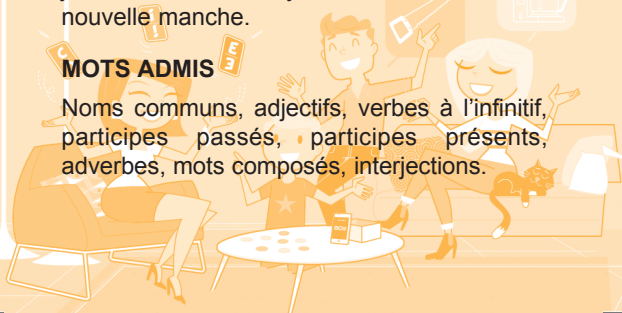 nouvelle manche.
MOTS ADMIS
Noms communs, adjectifs, verbes à l'infinitif,
participes passés, participes présents,
adverbes, mots composés, interjections.